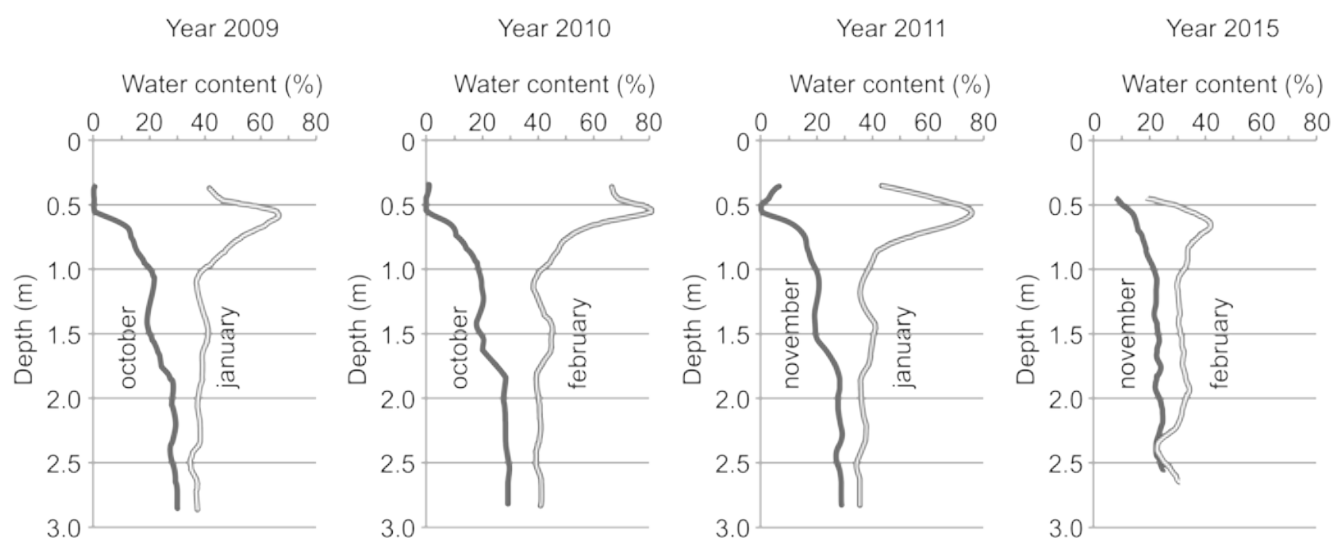 Year 2009
Water content (%)
0 20 40 60 80
0
0.5
1.0
1.5
2.0
2.5
3.0
Depth (m)
october
january
Year 2010
Water content (%)
0 20 40 60 80
0
0.5
1.0
1.5
2.0
2.5
3.0
Depth (m)
october
february
Year 2011
Water content (%)
0 20 40 60 80
0
0.5
1.0
1.5
2.0
2.5
3.0
Depth (m)
november
january
Year 2015
Water content (%)
0 20 40 60 80
0
0.5
1.0
1.5
2.0
2.5
3.0
Depth (m)
november
february